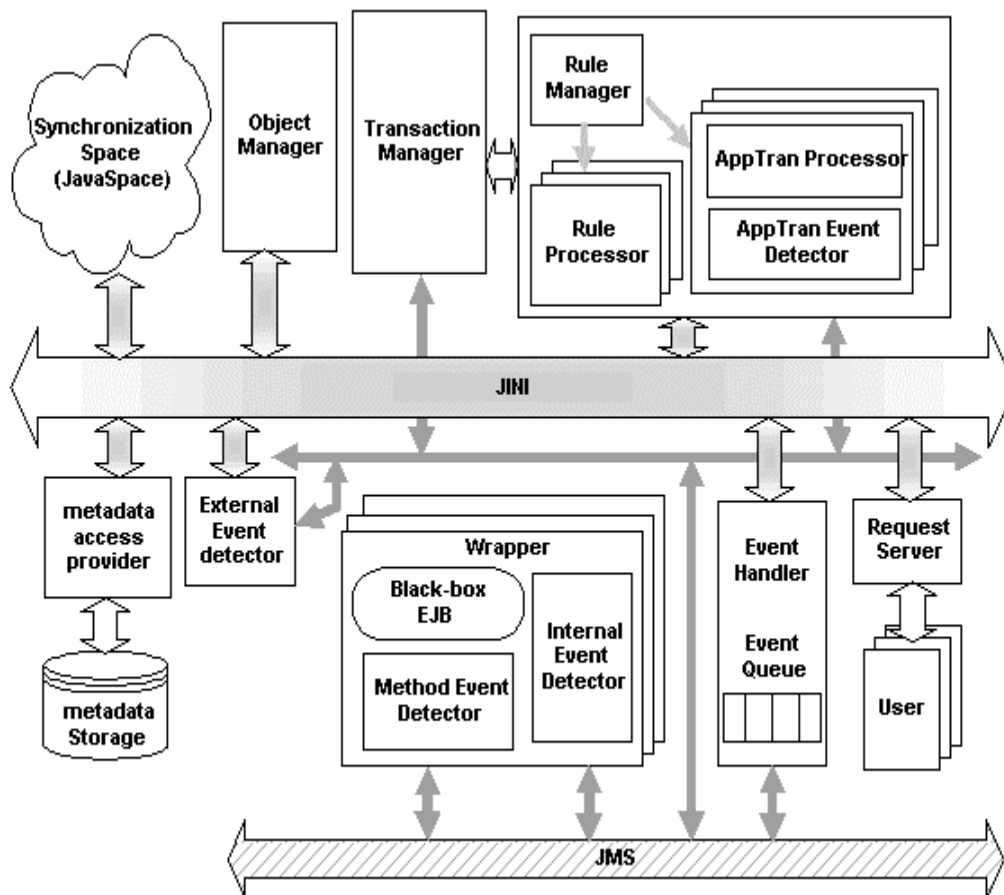 Synchronization
Space
(JavaSpace)
Object
Manager
Transaction
Manager
Rule
Manager
AppTran Processor
Rule
Processor
AppTran Event
Detector
JINI
metadata
access
provider
External
Event
detector
Wrapper
Black-box
EJB
Internal
Event
Detector
Method Event
Detector
Event
Handler
Event
Queue
Request
Server
metadata
Storage
User
JMS